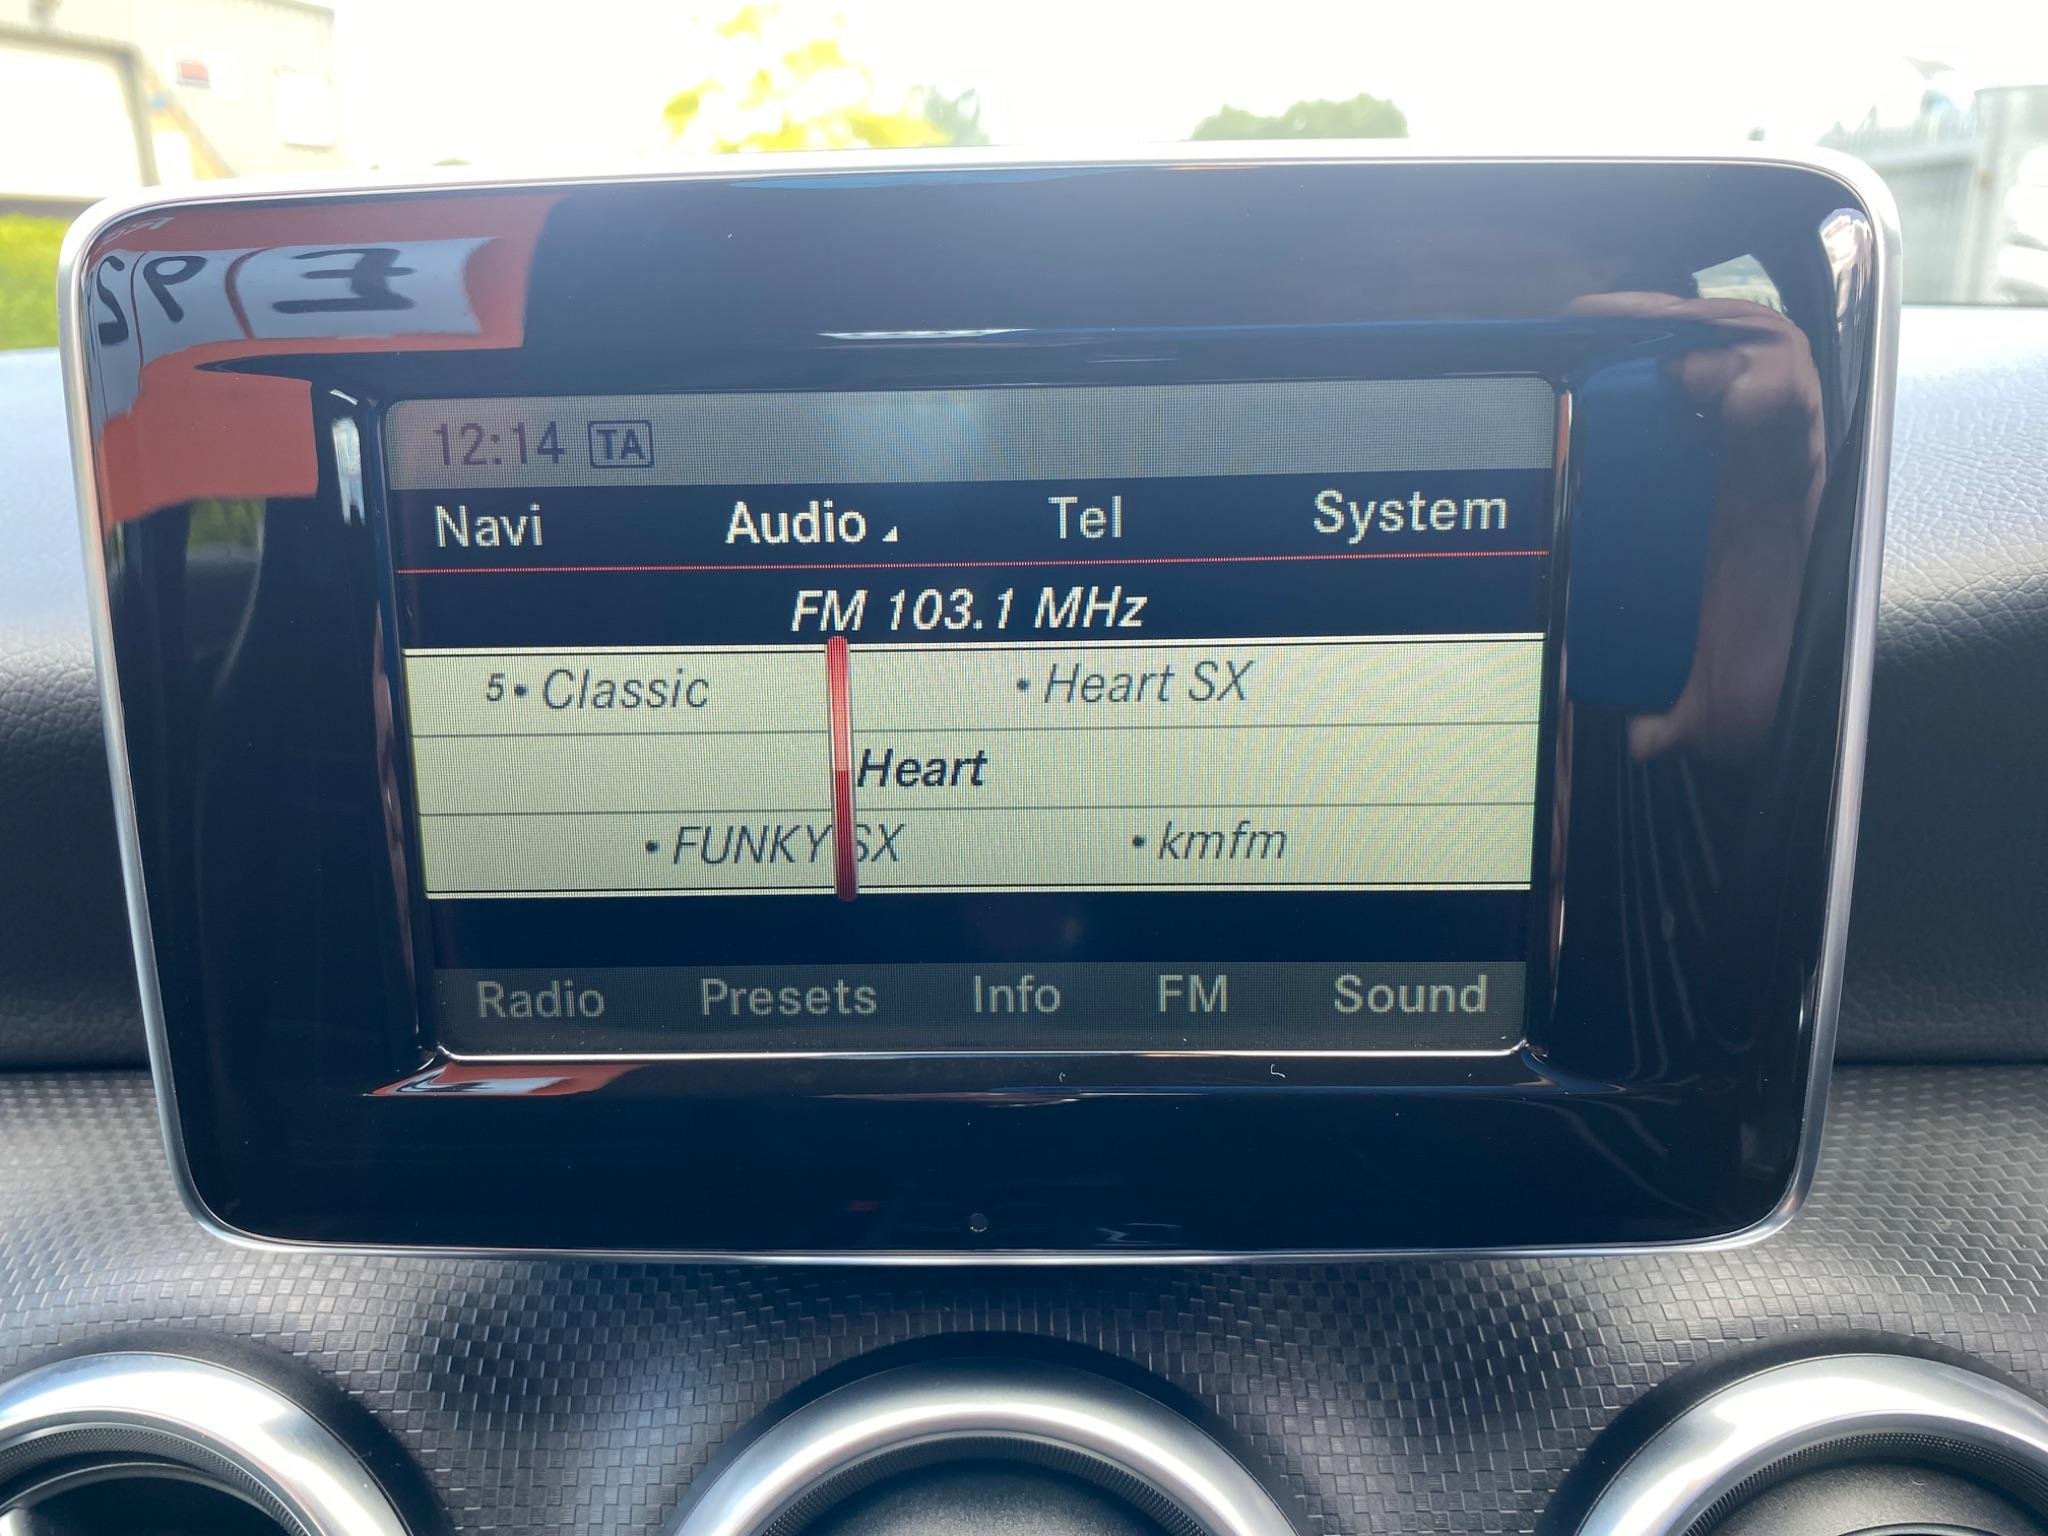 12:14 TA
Navi Audio Tel System
FM 103.1 MHz
5• Classic • Heart SX
Heart
• FUNKY SX • kmfm
Radio Presets Info FM Sound